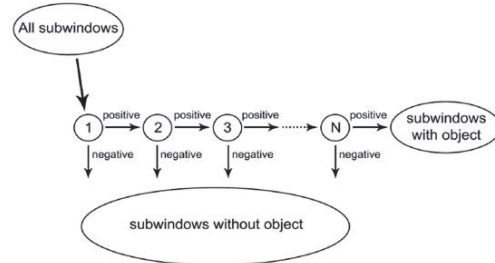 All subwindows
positive positive positive positive
1 2 3 N
subwindows
with object
negative negative negative negative
subwindows without object